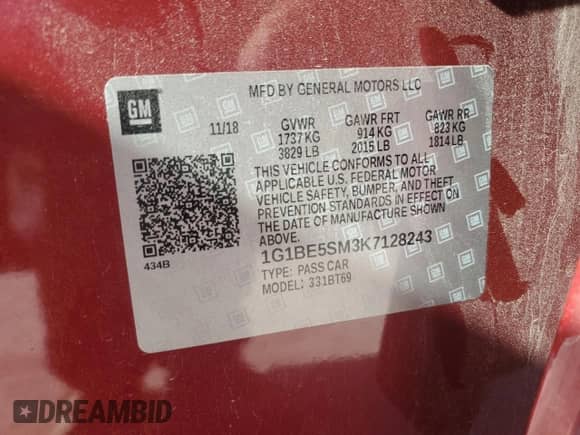 MFD BY GENERAL MOTORS LLC
GM
11/18
GVWR GAWR FRT GAWR RR
1737 KG 914 KG 823 KG
3829 LB 2015 LB 1814 LB
THIS VEHICLE CONFORMS TO ALL
APPLICABLE U.S. FEDERAL MOTOR
VEHICLE SAFETY, BUMPER, AND THEFT
PREVENTION STANDARDS IN EFFECT ON
THE DATE OF MANUFACTURE SHOWN
ABOVE.
434B
1G1BE5SM3K7128243
TYPE: PASS CAR
MODEL: 331BT69
DREAMBID